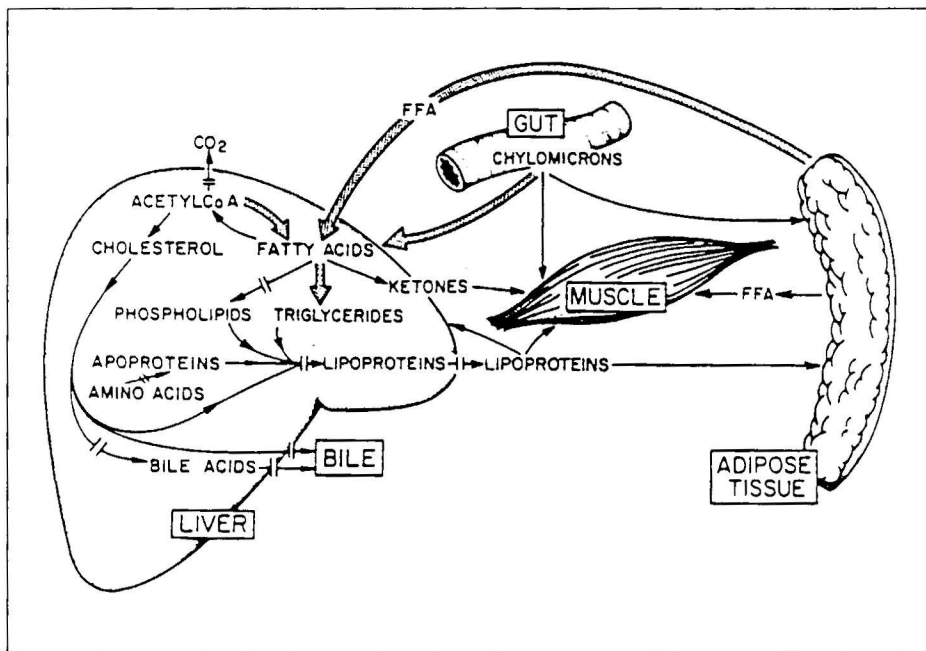 FFA
GUT
CHYLOMICRONS
CO2
ACETYLCoA
CHOLESTEROL
FATTY ACIDS
KETONES
MUSCLE
FFA
PHOSPHOLIPIDS
TRIGLYCERIDES
APOPROTEINS
LIPOPROTEINS
LIPOPROTEINS
AMINO ACIDS
BILE ACIDS
BILE
ADIPOSE
TISSUE
LIVER